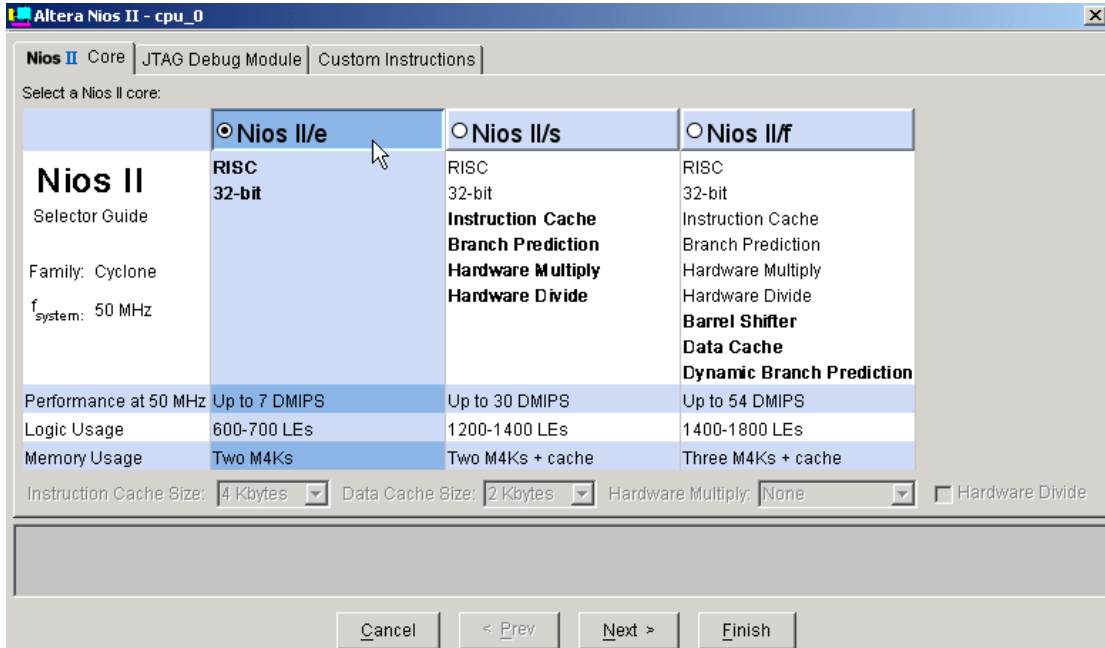 Altera Nios II - cpu_0
Nios II Core JTAG Debug Module Custom Instructions
Select a Nios II core:
Nios II/e Nios II/s Nios II/f
Nios II
Selector Guide
Family: Cyclone
fsystem: 50 MHz
RISC
32-bit
RISC
32-bit
Instruction Cache
Branch Prediction
Hardware Multiply
Hardware Divide
RISC
32-bit
Instruction Cache
Branch Prediction
Hardware Multiply
Hardware Divide
Barrel Shifter
Data Cache
Dynamic Branch Prediction
Performance at 50 MHz Up to 7 DMIPS Up to 30 DMIPS Up to 54 DMIPS
Logic Usage 600-700 LEs 1200-1400 LEs 1400-1800 LEs
Memory Usage Two M4Ks Two M4Ks + cache Three M4Ks + cache
Instruction Cache Size: 4 Kbytes Data Cache Size: 2 Kbytes Hardware Multiply: None Hardware Divide
Cancel < Prev Next > Finish